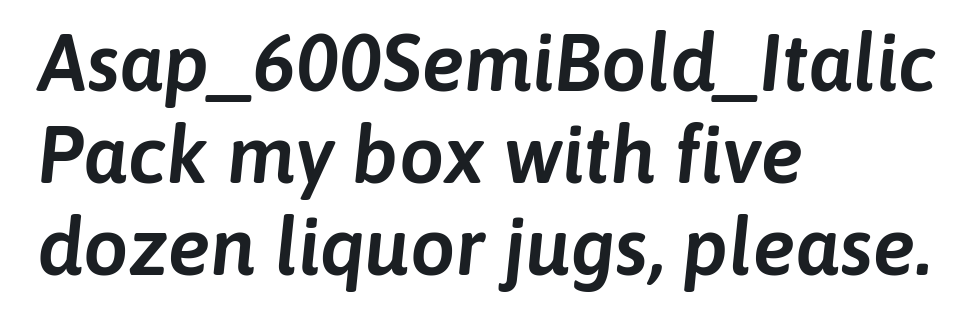 Asap_600SemiBold_Italic
Pack my box with five
dozen liquor jugs, please.